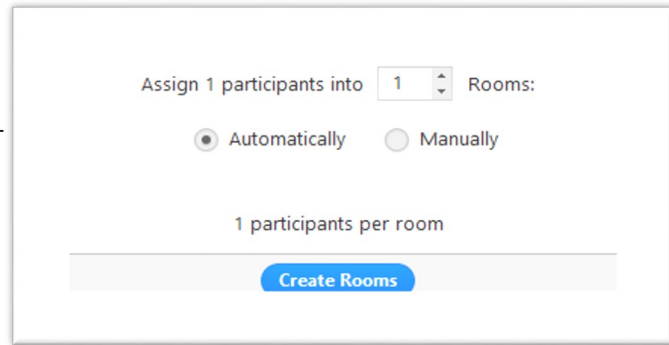 Assign 1 participants into 1 Rooms:
Automatically Manually
1 participants per room
Create Rooms